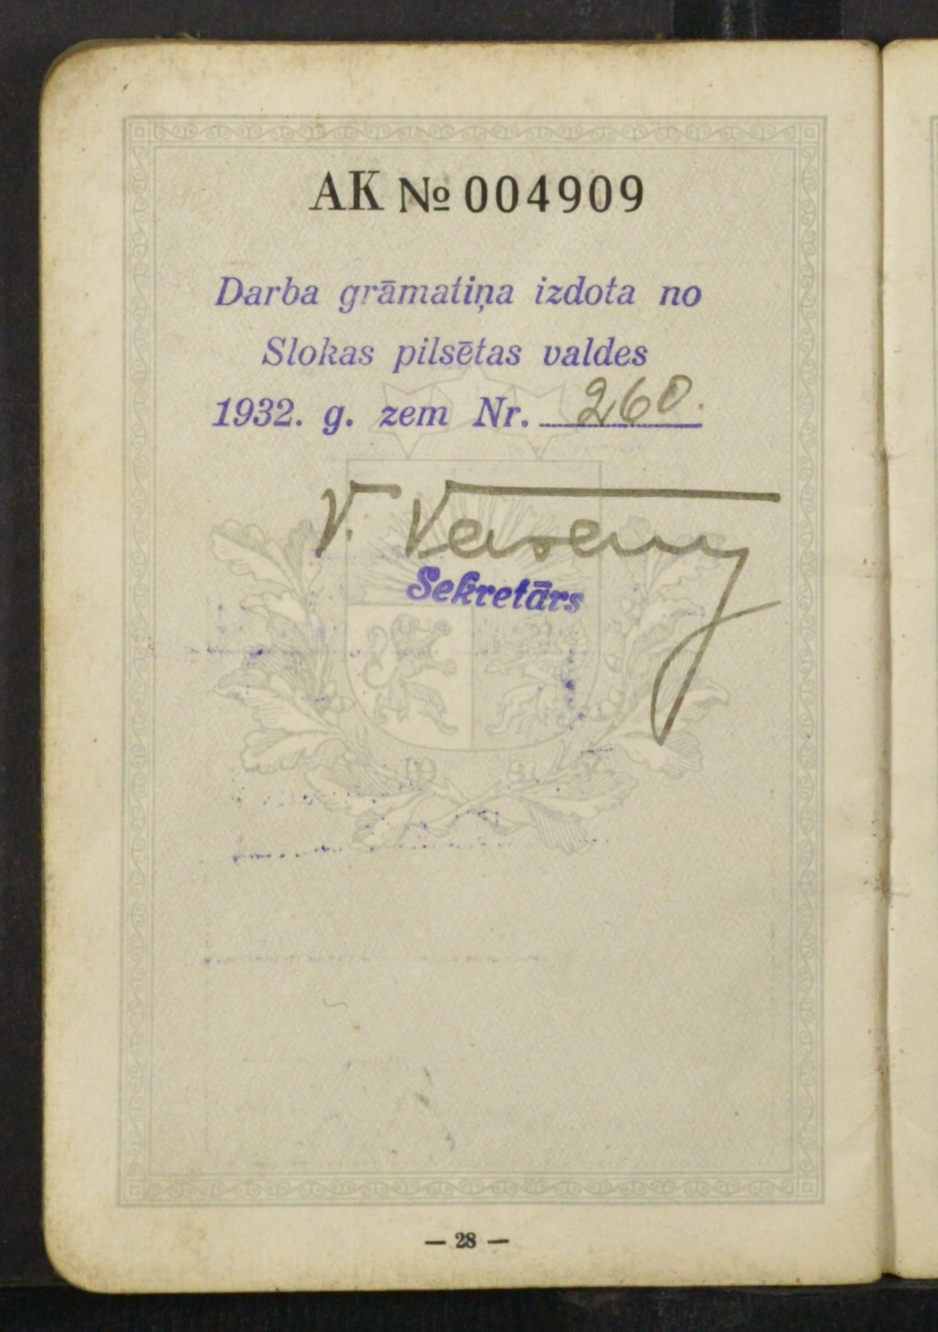 AK № 004909
Darba grāmatiņa izdota no
Slokas pilsētas valdes
1932. g. zem Nr. 260.
V.
Sekretārs
— 28 —